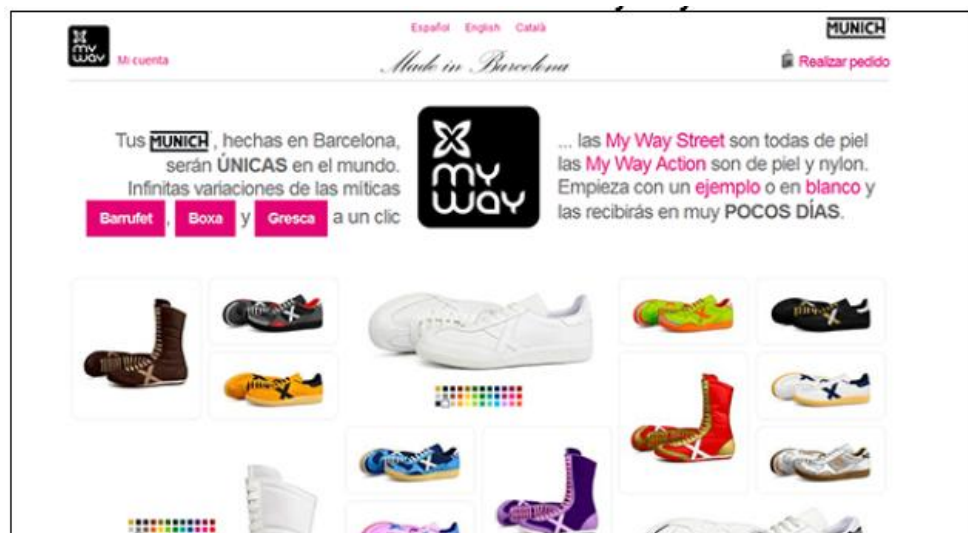 Español English Català
MUNICH
my way
Mi cuenta
Made in Barcelona
Realizar pedido
Tus MUNICH, hechas en Barcelona,
serán ÚNICAS en el mundo.
Infinitas variaciones de las míticas
Barrufet, Boxa y Gresca a un clic
my
way
... las My Way Street son todas de piel
las My Way Action son de piel y nylon.
Empieza con un ejemplo o en blanco y
las recibirás en muy POCOS DÍAS.